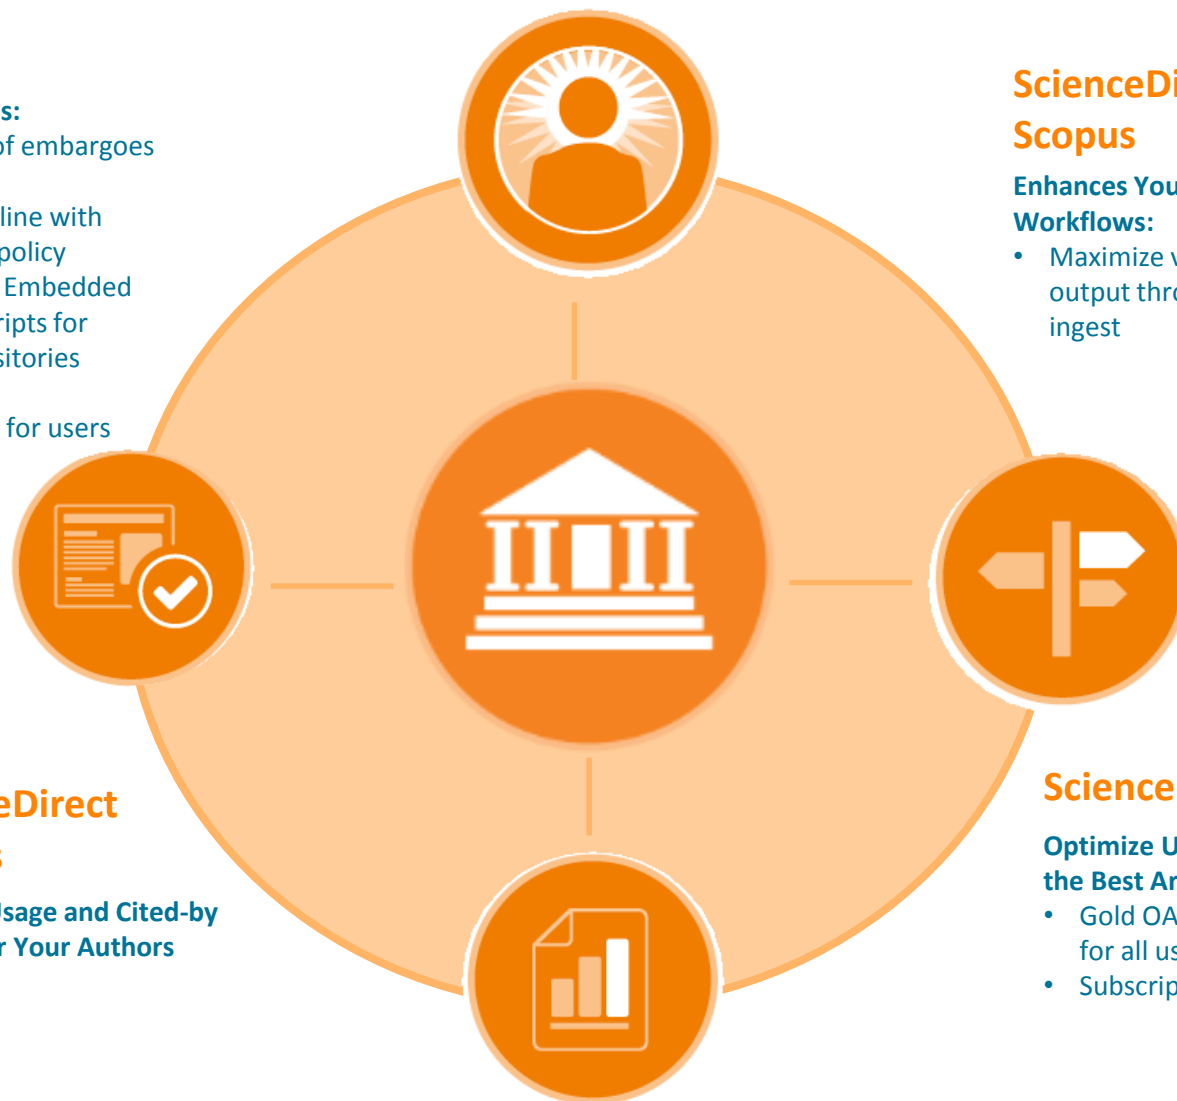 s:
of embargoes
line with
policy
Embedded
ripts for
sitories
for users
ScienceDi
Scopus
Enhances You
Workflows:
• Maximize v
output thro
ingest
eDirect
s
Usage and Cited-by
r Your Authors
Science
Optimize U
the Best Ar
• Gold OA
for all us
• Subscrip